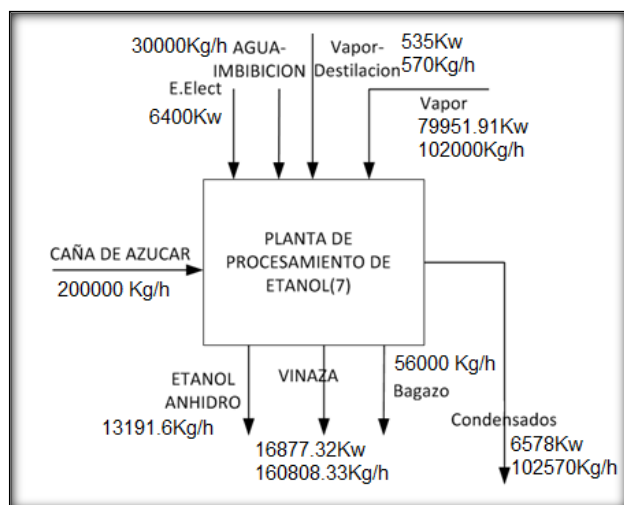 30000Kg/h AGUA-
IMBIBICION
E.Elect
6400Kw
Vapor-
Destilacion
535Kw
570Kg/h
Vapor
79951.91Kw
102000Kg/h
CAÑA DE AZUCAR
200000 Kg/h
PLANTA DE
PROCESAMIENTO DE
ETANOL(7)
ETANOL
ANHIDRO
13191.6Kg/h
VINAZA
16877.32Kw
160808.33Kg/h
56000 Kg/h
Bagazo
Condensados
6578Kw
102570Kg/h